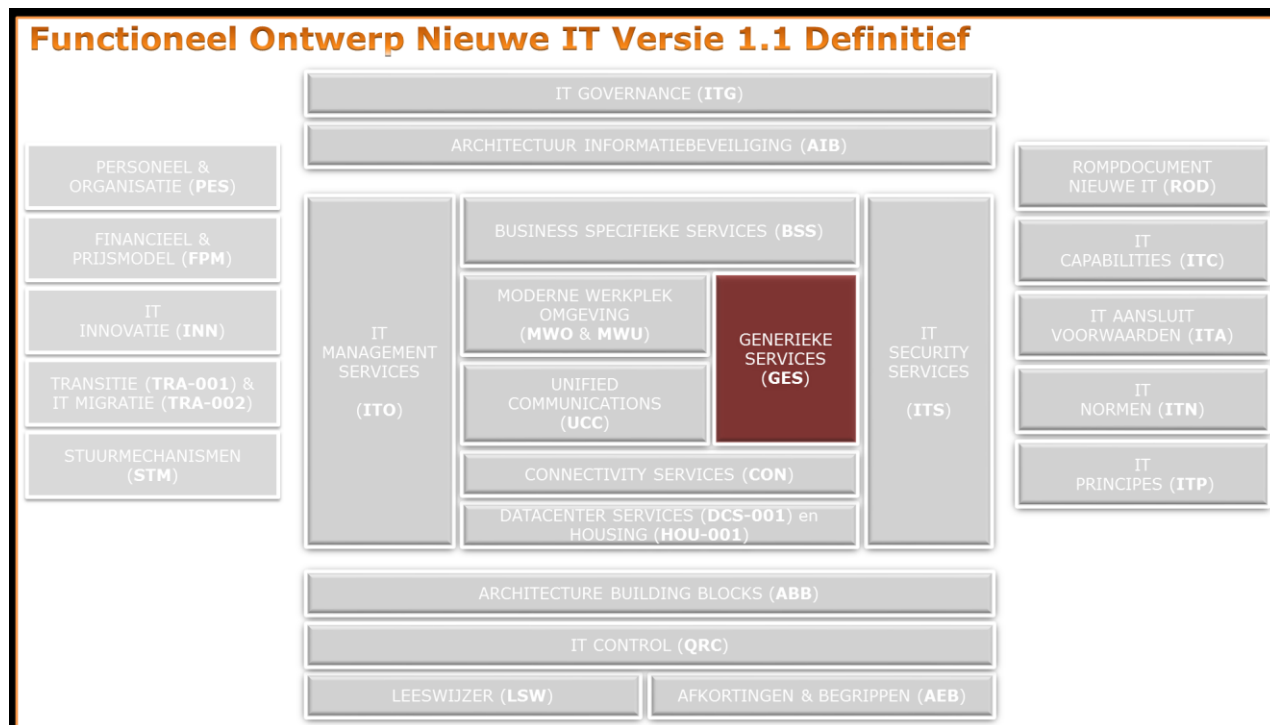 Functioneel Ontwerp Nieuwe IT Versie 1.1 Definitief
IT GOVERNANCE (ITG)
ARCHITECTUUR INFORMATIEBEVEILIGING (AIB)
PERSONEEL &
ORGANISATIE (PES)
FINANCIEEL &
PRIJSMODEL (FPM)
IT
INNOVATIE (INN)
TRANSITIE (TRA-001) &
IT MIGRATIE (TRA-002)
STUURMECHANISMEN
(STM)
IT
MANAGEMENT
SERVICES
(ITO)
BUSINESS SPECIFIEKE SERVICES (BSS)
MODERNE WERKPLEK
OMGEVING
(MWO & MWU)
UNIFIED
COMMUNICATIONS
(UCC)
GENERIEKE
SERVICES
(GES)
CONNECTIVITY SERVICES (CON)
DATACENTER SERVICES (DCS-001) en
HOUSING (HOU-001)
IT
SECURITY
SERVICES
(ITS)
ROMPDOCUMENT
NIEUWE IT (ROD)
IT
CAPABILITIES (ITC)
IT AANSLUIT
VOORWAARDEN (ITA)
IT
NORMEN (ITN)
IT
PRINCIPES (ITP)
ARCHITECTURE BUILDING BLOCKS (ABB)
IT CONTROL (QRC)
LEESWIJZER (LSW)
AFKORTINGEN & BEGRIPPEN (AEB)